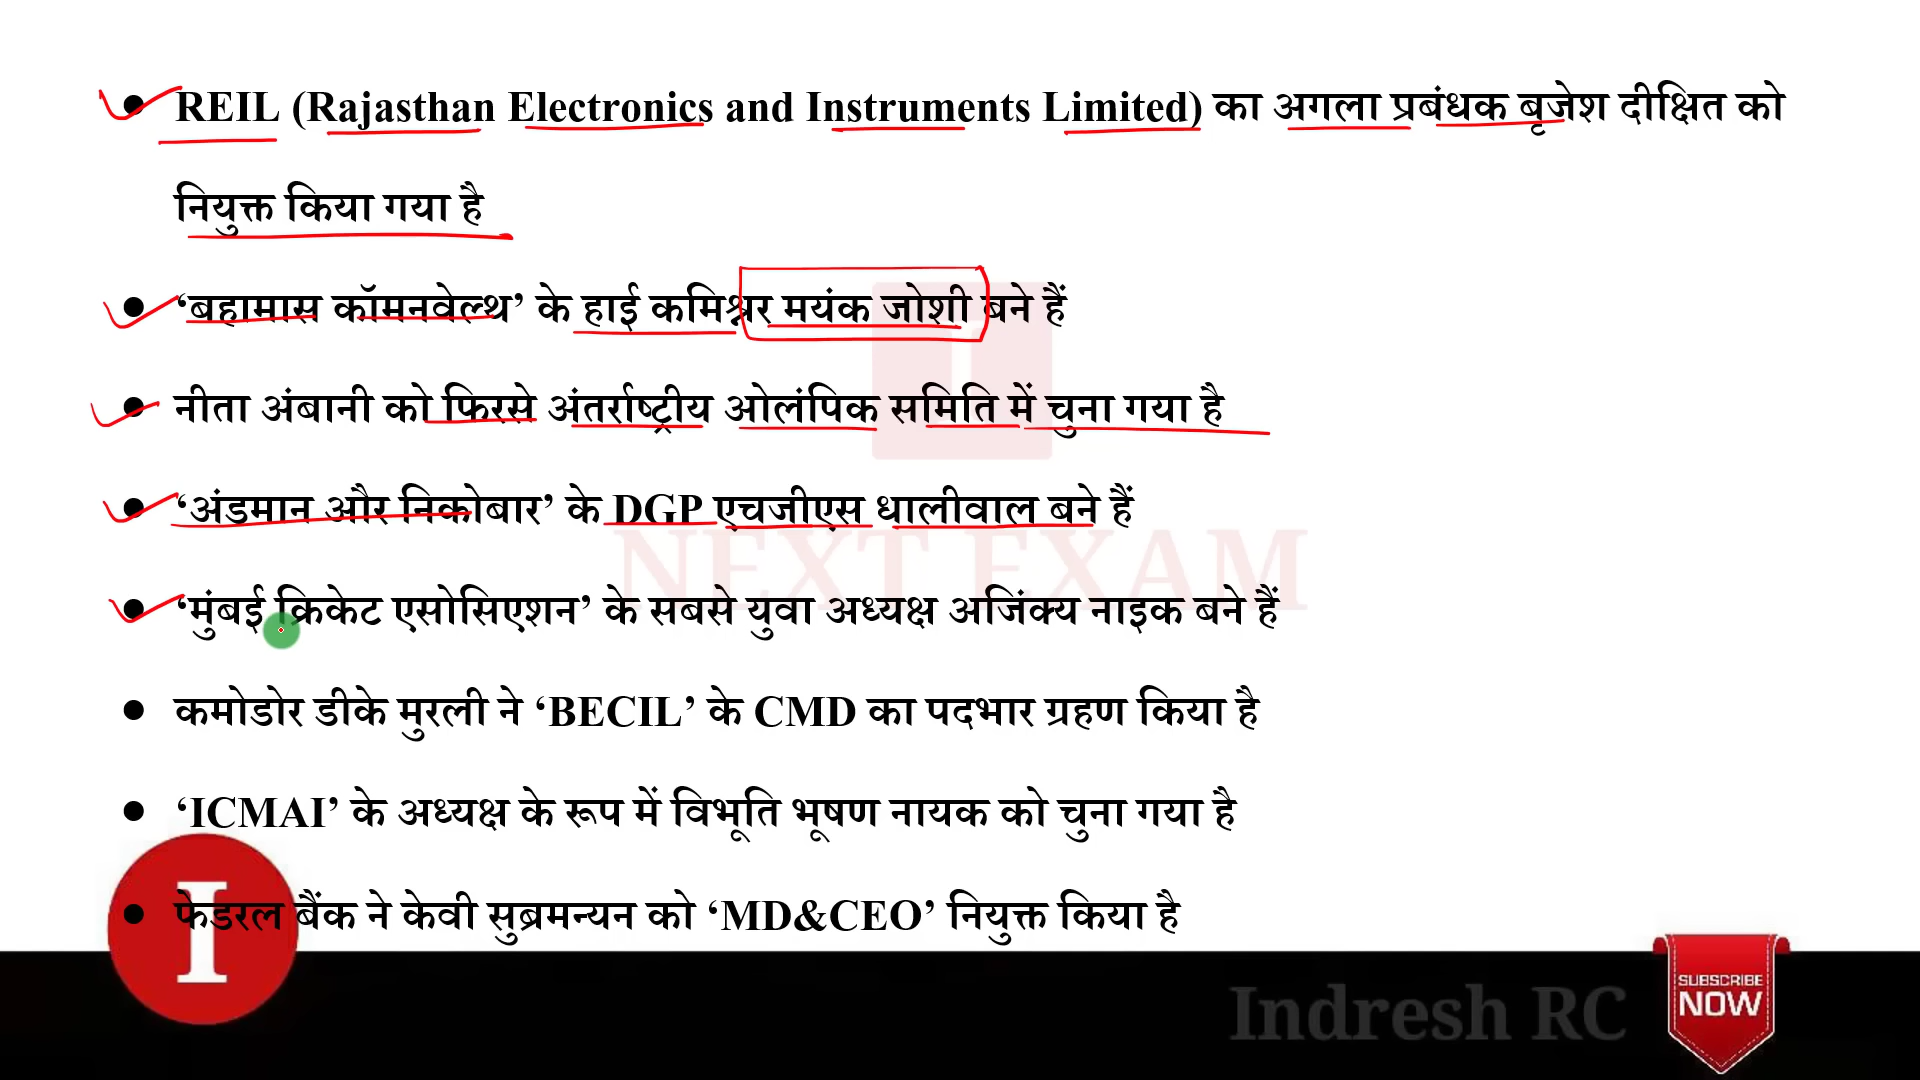 • REIL (Rajasthan Electronics and Instruments Limited) का अगला प्रबंधक बृजेश दीक्षित को
नियुक्त किया गया है
• ‘बहामास कॉमनवेल्थ’ के हाई कमिश्नर मयंक जोशी बने हैं
• नीता अंबानी को फिरसे अंतर्राष्ट्रीय ओलंपिक समिति में चुना गया है
• ‘अंडमान और निकोबार’ के DGP एचजीएस धालीवाल बने हैं
NEXT EXAM
• ‘मुंबई क्रिकेट एसोसिएशन’ के सबसे युवा अध्यक्ष अजिंक्य नाइक बने हैं
• कमोडोर डीके मुरली ने ‘BECIL’ के CMD का पदभार ग्रहण किया है
• ‘ICMAI’ के अध्यक्ष के रूप में विभूति भूषण नायक को चुना गया है
• फेडरल बैंक ने केवी सुब्रमन्यन को ‘MD&CEO’ नियुक्त किया है
I
Indresh RC
SUBSCRIBE
NOW